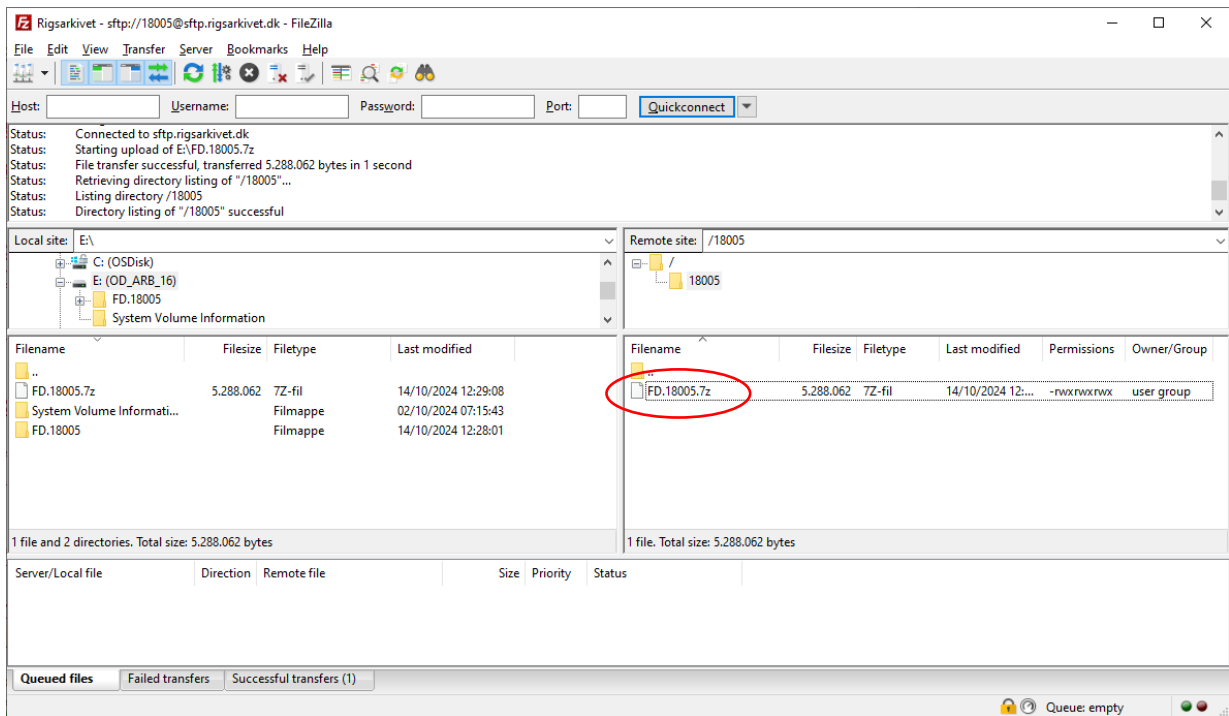 Rigsarkivet - sftp://18005@sftp.rigsarkivet.dk - FileZilla
File Edit View Transfer Server Bookmarks Help
Host: Username: Password: Port: Quickconnect
Status: Connected to sftp.rigsarkivet.dk
Status: Starting upload of E:\FD.18005.7z
Status: File transfer successful, transferred 5.288.062 bytes in 1 second
Status: Retrieving directory listing of "/18005"...
Status: Listing directory /18005
Status: Directory listing of "/18005" successful
Local site: E:\
C: (OSDisk)
E: (OD_ARB_16)
FD.18005
System Volume Information
Remote site: /18005
/
18005
Filename Filesize Filetype Last modified
..
FD.18005.7z 5.288.062 7Z-fil 14/10/2024 12:29:08
System Volume Informati... Filmappe 02/10/2024 07:15:43
FD.18005 Filmappe 14/10/2024 12:28:01
1 file and 2 directories. Total size: 5.288.062 bytes
Filename Filesize Filetype Last modified Permissions Owner/Group
..
FD.18005.7z 5.288.062 7Z-fil 14/10/2024 12:... -rwxrwxrwx user group
1 file. Total size: 5.288.062 bytes
Server/Local file Direction Remote file Size Priority Status
Queued files Failed transfers Successful transfers (1)
Queue: empty